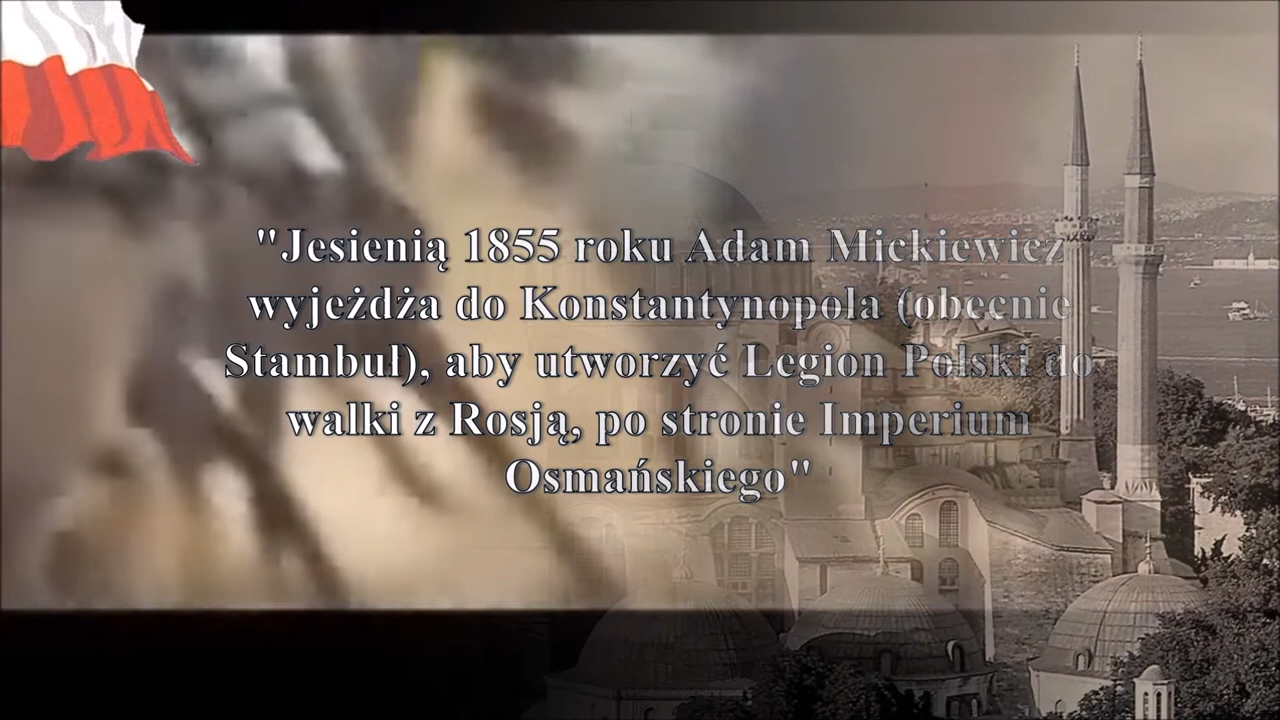 "Jesienią 1855 roku Adam Mickiewicz
wyjeżdża do Konstantynopola (obecnie
Stambuł), aby utworzyć Legion Polski do
walki z Rosją, po stronie Imperium
Osmańskiego"